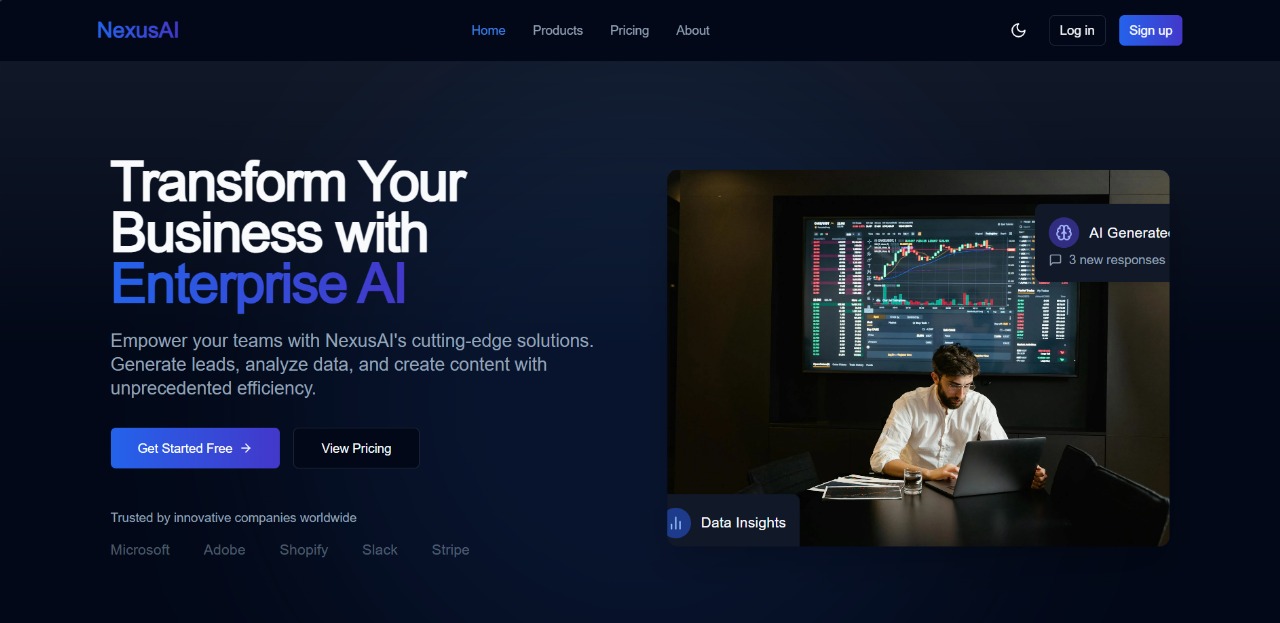 NexusAI
Home
Products
Pricing
About
Log in
Sign up
Transform Your
Business with
Enterprise AI
Empower your teams with NexusAI's cutting-edge solutions.
Generate leads, analyze data, and create content with
unprecedented efficiency.
Get Started Free →
View Pricing
Trusted by innovative companies worldwide
Microsoft
Adobe
Shopify
Slack
Stripe
AI Generated
3 new responses
Data Insights